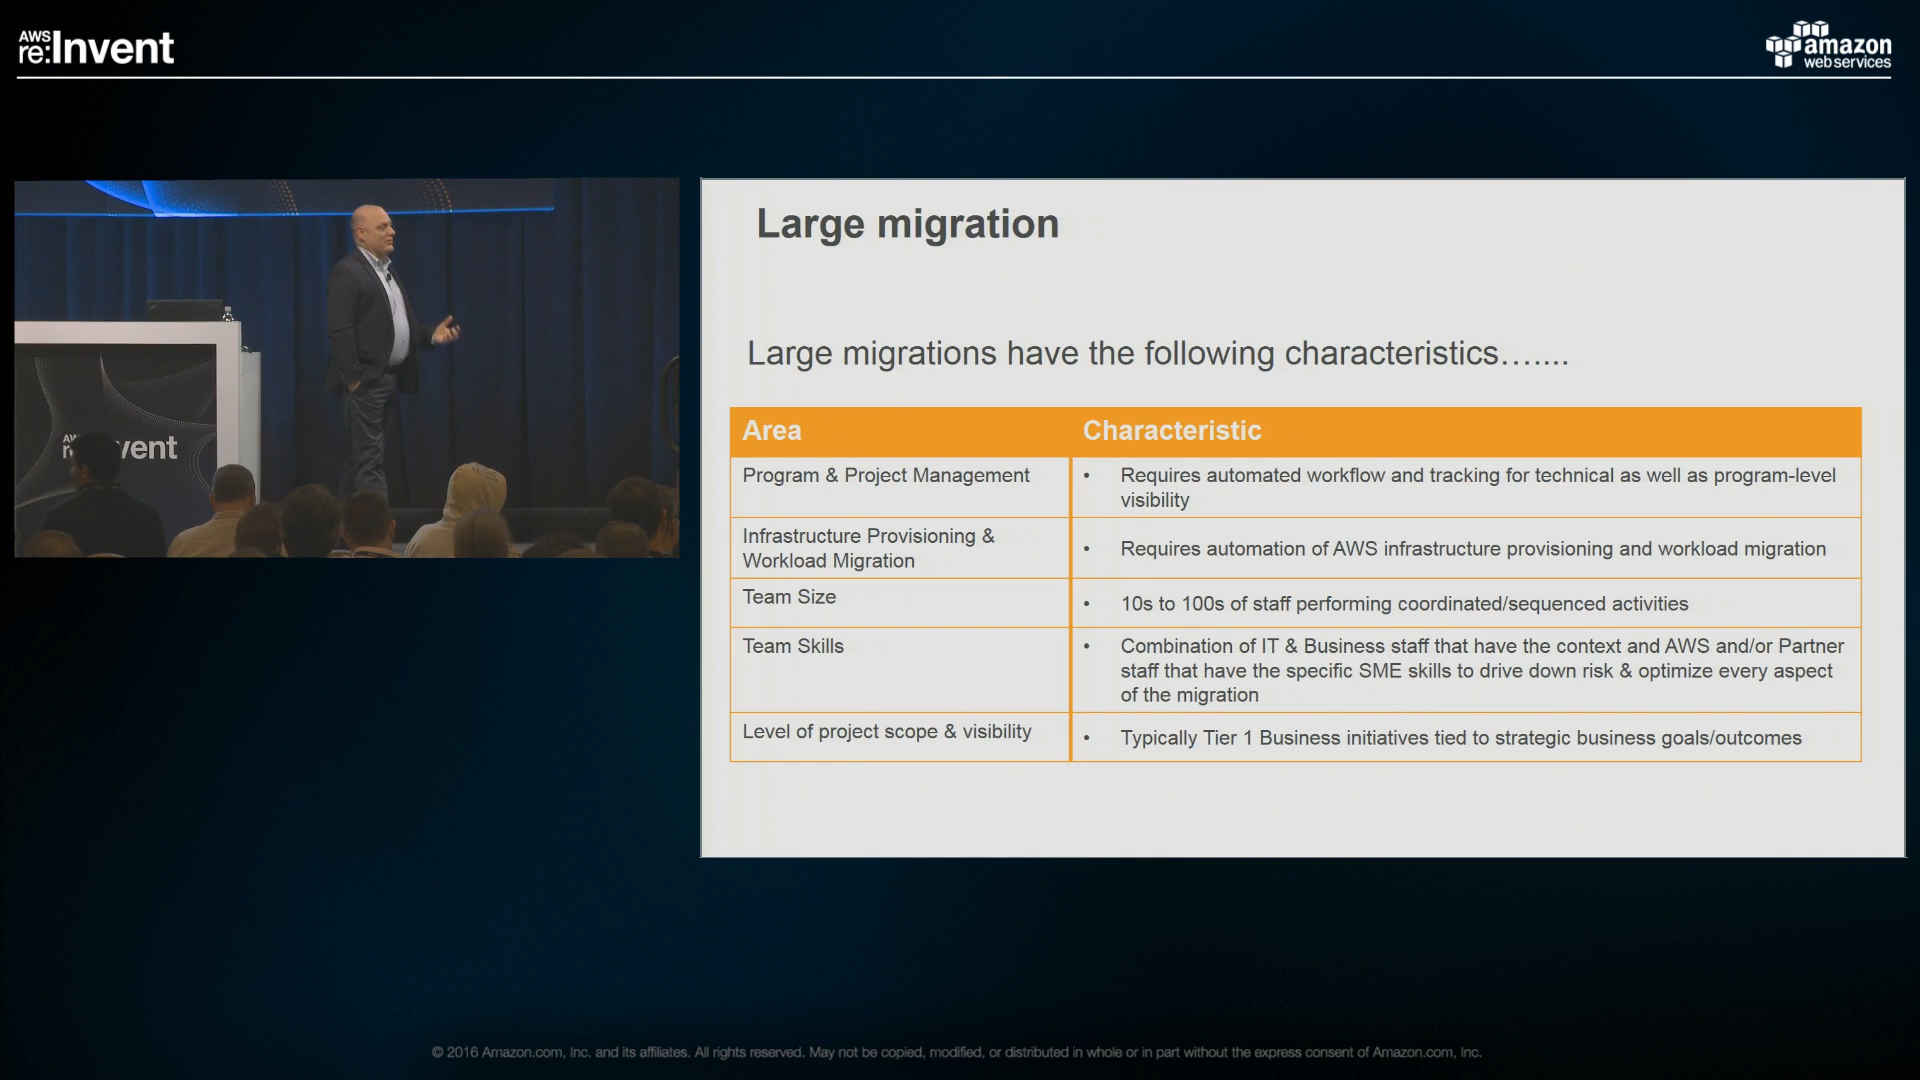 AWS
re:Invent
amazon
web services
vent
Large migration
Large migrations have the following characteristics…....
Area Characteristic
Program & Project Management • Requires automated workflow and tracking for technical as well as program-level
visibility
Infrastructure Provisioning &
Workload Migration
• Requires automation of AWS infrastructure provisioning and workload migration
Team Size • 10s to 100s of staff performing coordinated/sequenced activities
Team Skills • Combination of IT & Business staff that have the context and AWS and/or Partner
staff that have the specific SME skills to drive down risk & optimize every aspect
of the migration
Level of project scope & visibility • Typically Tier 1 Business initiatives tied to strategic business goals/outcomes
© 2016 Amazon.com, Inc. and its affiliates. All rights reserved. May not be copied, modified, or distributed in whole or in part without the express consent of Amazon.com, Inc.